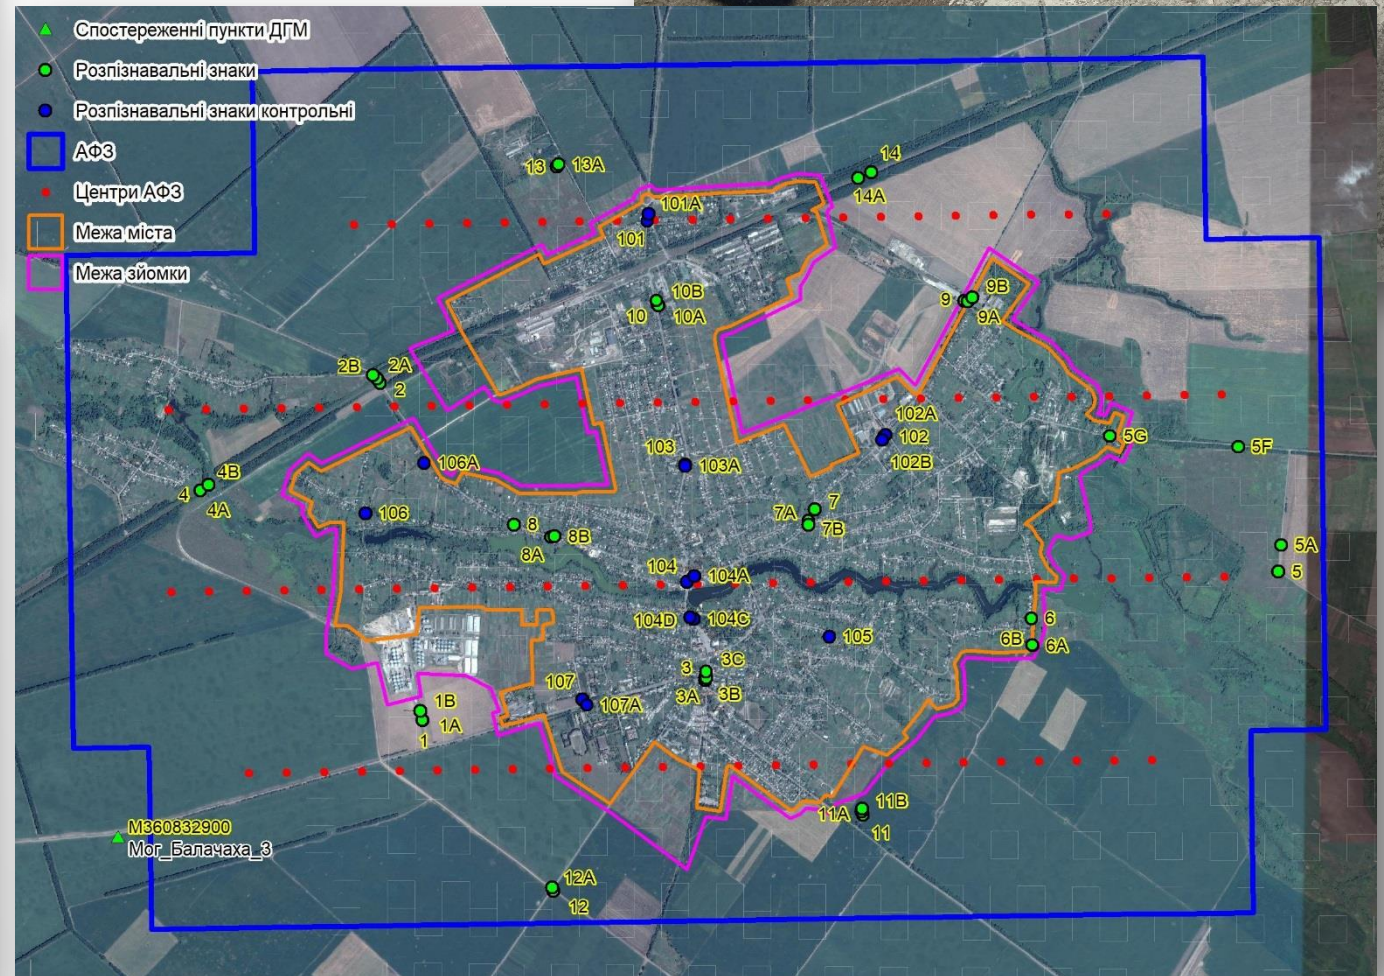 Спостереженні пункти ДГМ
Розпізнавальні знаки
Розпізнавальні знаки контрольні
АФЗ
Центри АФЗ
Межа міста
Межа зйомки
13
13A
14
14A
101A
101
10B
10
10A
9
9B
9A
2B
2A
2
102A
102
102B
5G
5F
103
103A
106A
4B
4
4A
106
8
8B
8A
7
7A
7B
5A
5
104
104A
104D
104C
105
6
6B
6A
3C
3
3A
3B
107
107A
1B
1A
1
11B
11A
11
M360832900
Мог_Балачаха_3
12A
12